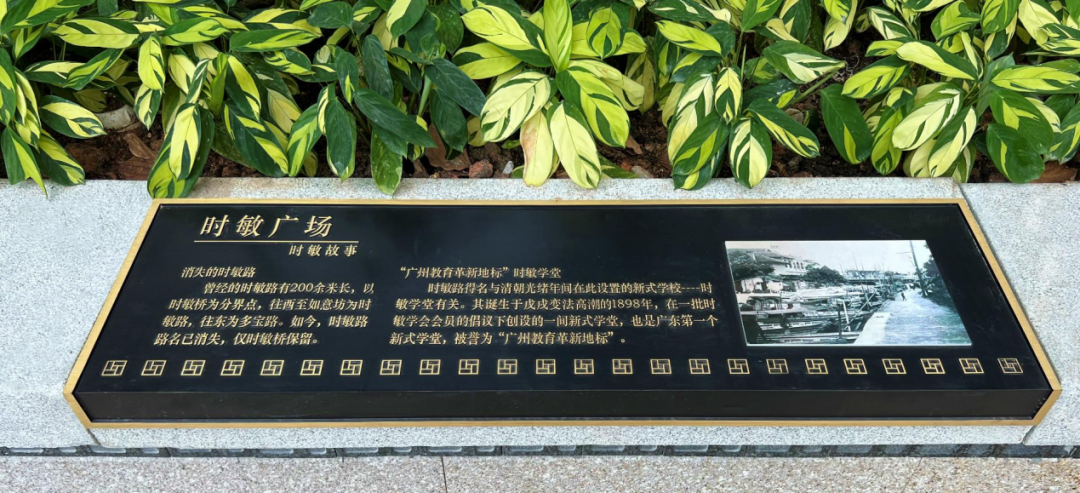 时敏广场
时敏故事
消失的时敏路
曾经的时敏路有200余米长，以
时敏桥为分界点，往西至如意坊为时
敏路，往东为多宝路。如今，时敏路
路名已消失，仅时敏桥保留。
“广州教育革新地标”时敏学堂
时敏路得名与清朝光绪年间在此设置的新式学校----时
敏学堂有关。其诞生于戊戌变法高潮的1898年，在一批时
敏学会会员的倡议下创设的一间新式学堂，也是广东第一个
新式学堂，被誉为“广州教育革新地标”。